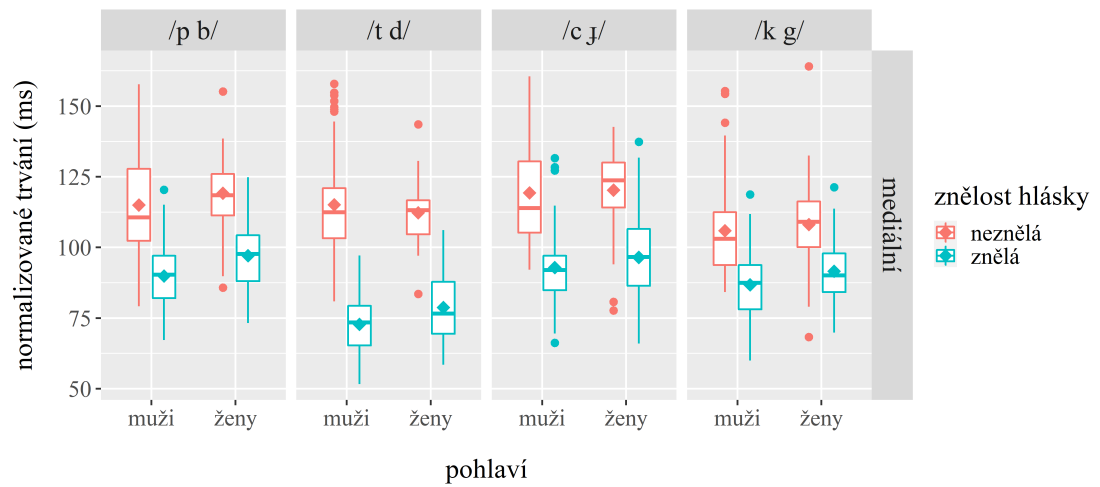 /p b/ /t d/ /c ɟ/ /k g/
normalizované trvání (ms)
150
125
100
75
50
mediální
muži ženy muži ženy muži ženy muži ženy
pohlaví
znělost hlásky
neznělá
znělá